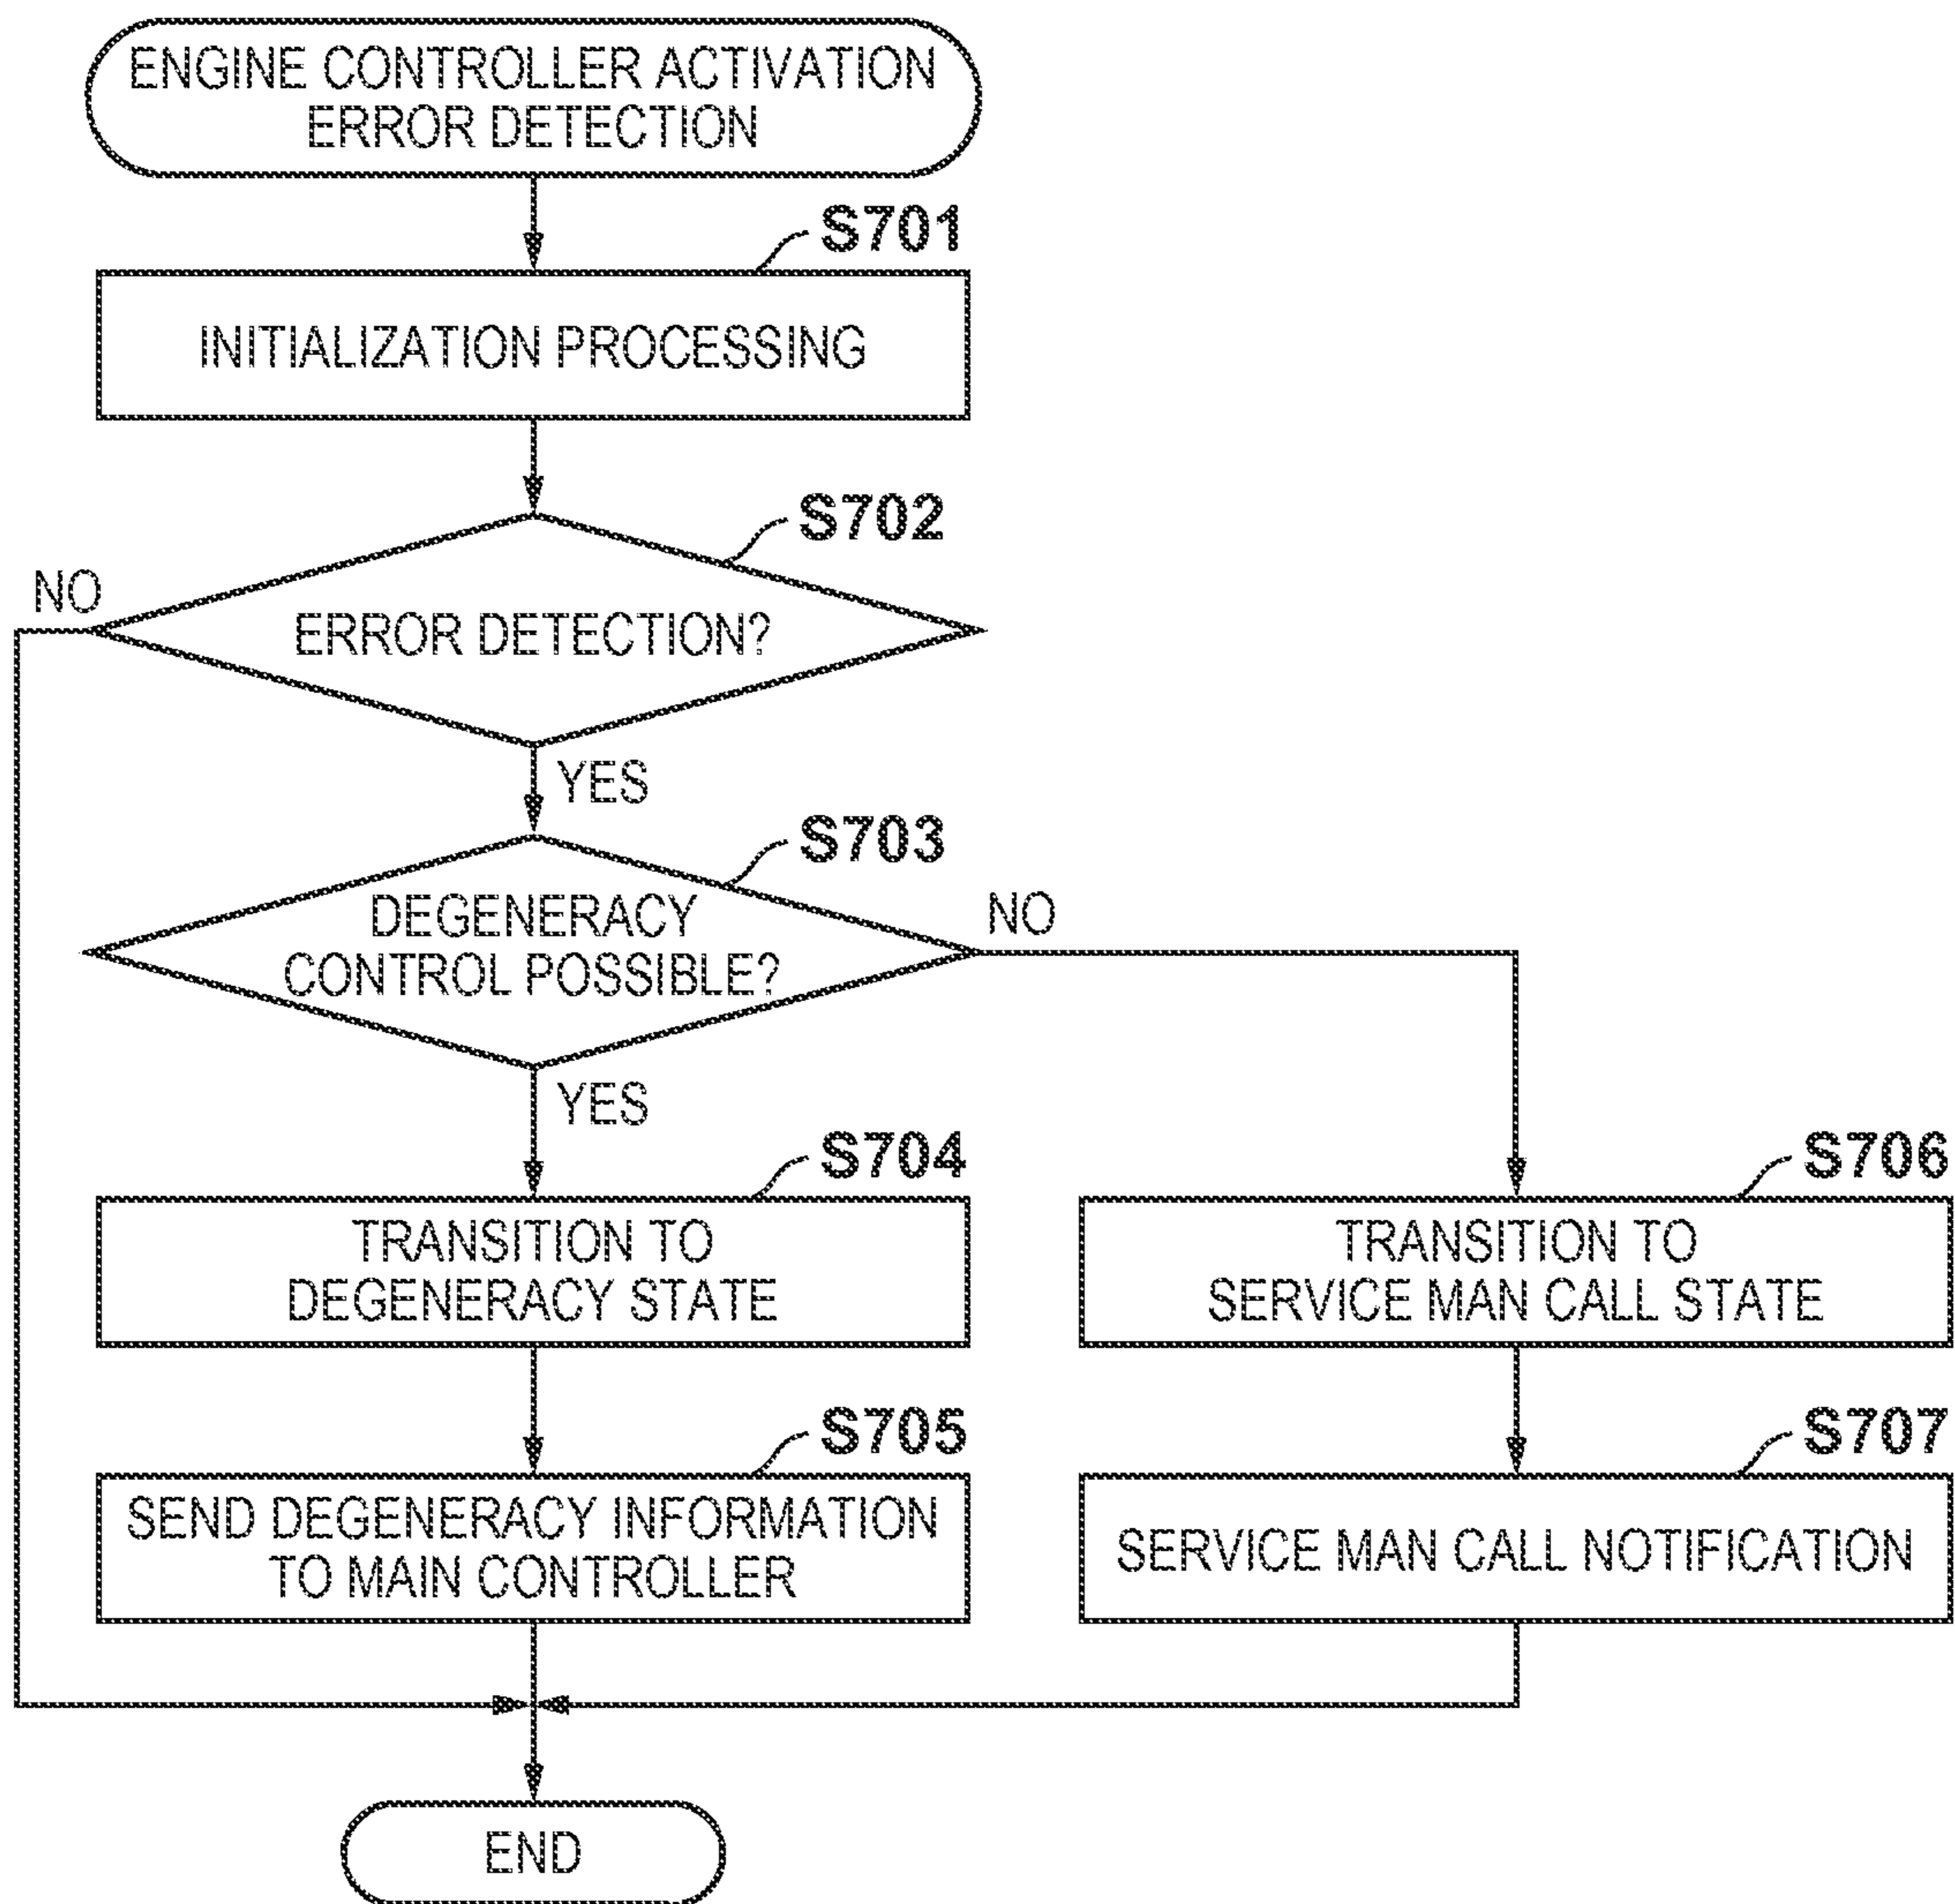 ENGINE CONTROLLER ACTIVATION
ERROR DETECTION
S701
INITIALIZATION PROCESSING
S702
NO
ERROR DETECTION?
YES
S703
DEGENERACY
CONTROL POSSIBLE?
NO
YES
S704
TRANSITION TO
DEGENERACY STATE
S706
TRANSITION TO
SERVICE MAN CALL STATE
S705
SEND DEGENERACY INFORMATION
TO MAIN CONTROLLER
S707
SERVICE MAN CALL NOTIFICATION
END